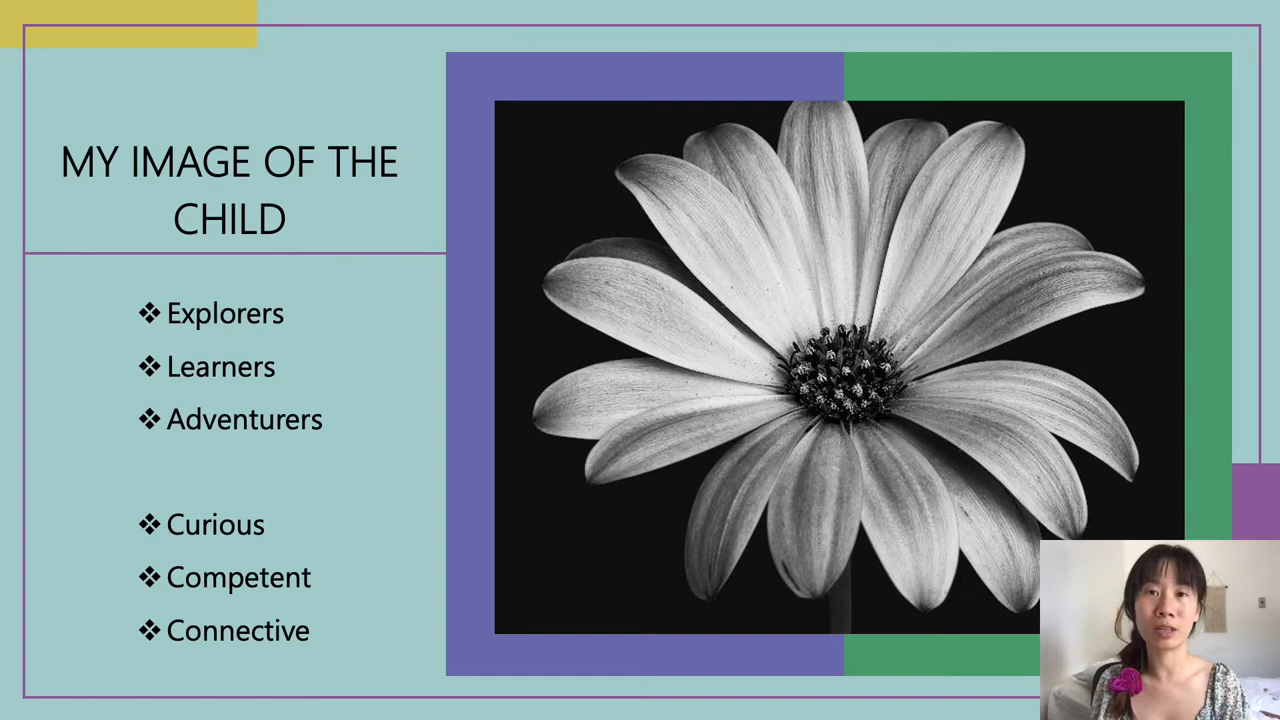 MY IMAGE OF THE
CHILD
❖ Explorers
❖ Learners
❖ Adventurers
❖ Curious
❖ Competent
❖ Connective